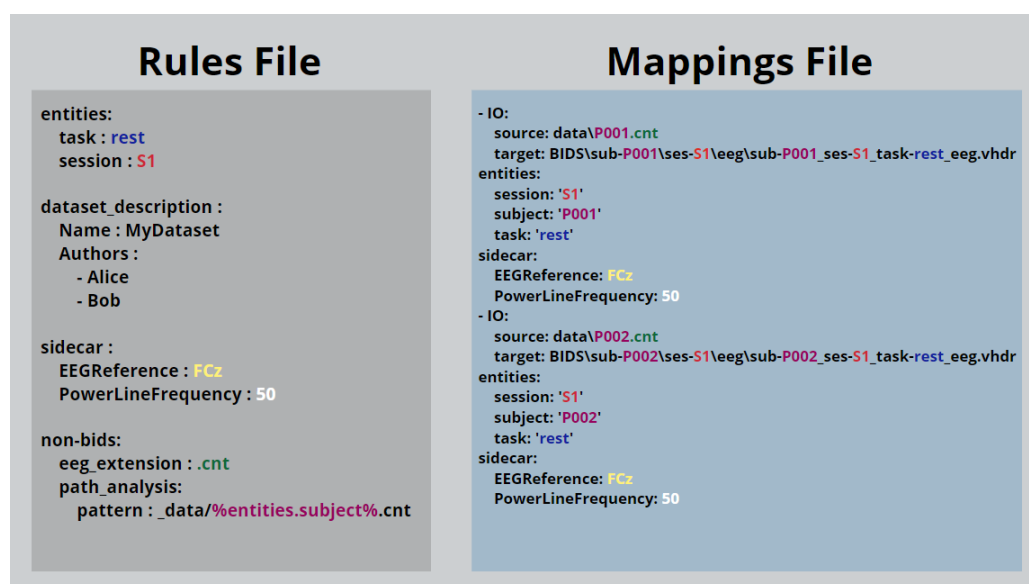 Rules File
entities:
task : rest
session : S1
dataset_description :
Name : MyDataset
Authors :
- Alice
- Bob
sidecar :
EEGReference : FCz
PowerLineFrequency : 50
non-bids:
eeg_extension : .cnt
path_analysis:
pattern : _data/%entities.subject%.cnt
Mappings File
- IO:
source: data\P001.cnt
target: BIDS\sub-P001\ses-S1\eeg\sub-P001_ses-S1_task-rest_eeg.vhdr
entities:
session: 'S1'
subject: 'P001'
task: 'rest'
sidecar:
EEGReference: FCz
PowerLineFrequency: 50
- IO:
source: data\P002.cnt
target: BIDS\sub-P002\ses-S1\eeg\sub-P002_ses-S1_task-rest_eeg.vhdr
entities:
session: 'S1'
subject: 'P002'
task: 'rest'
sidecar:
EEGReference: FCz
PowerLineFrequency: 50